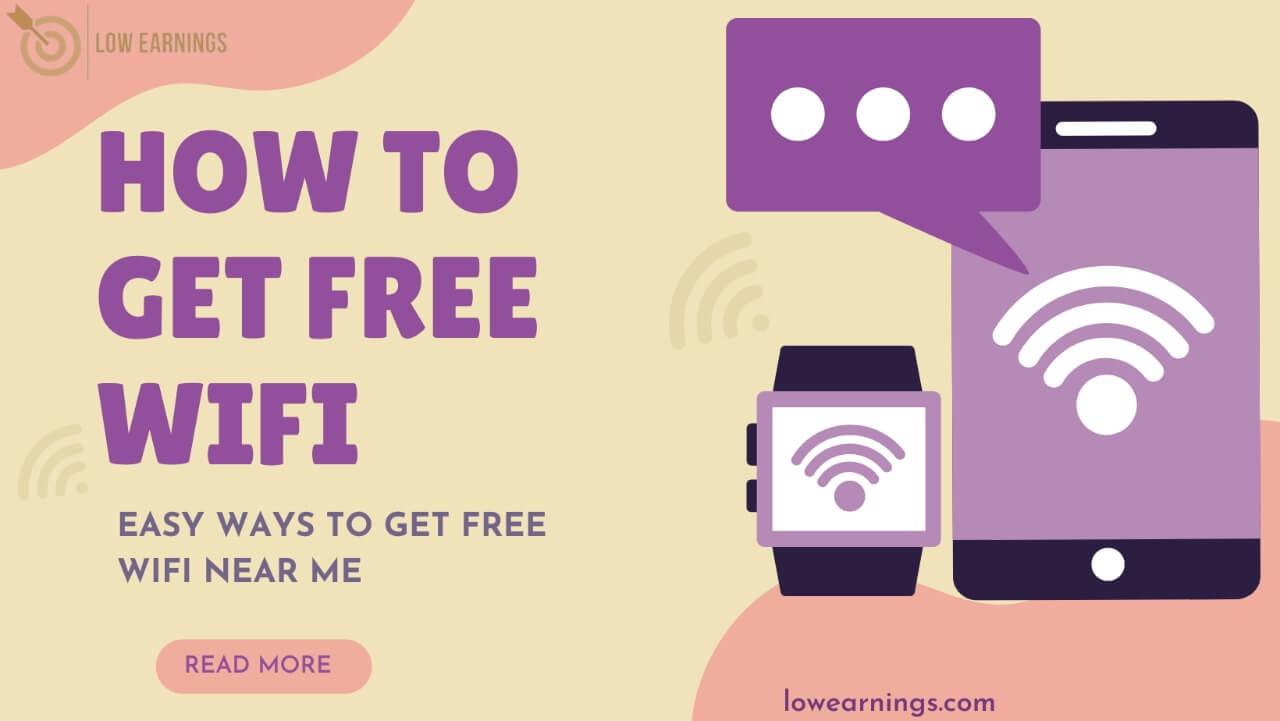 LOW EARNINGS
HOW TO
GET FREE
WIFI
EASY WAYS TO GET FREE
WIFI NEAR ME
READ MORE
lowearnings.com